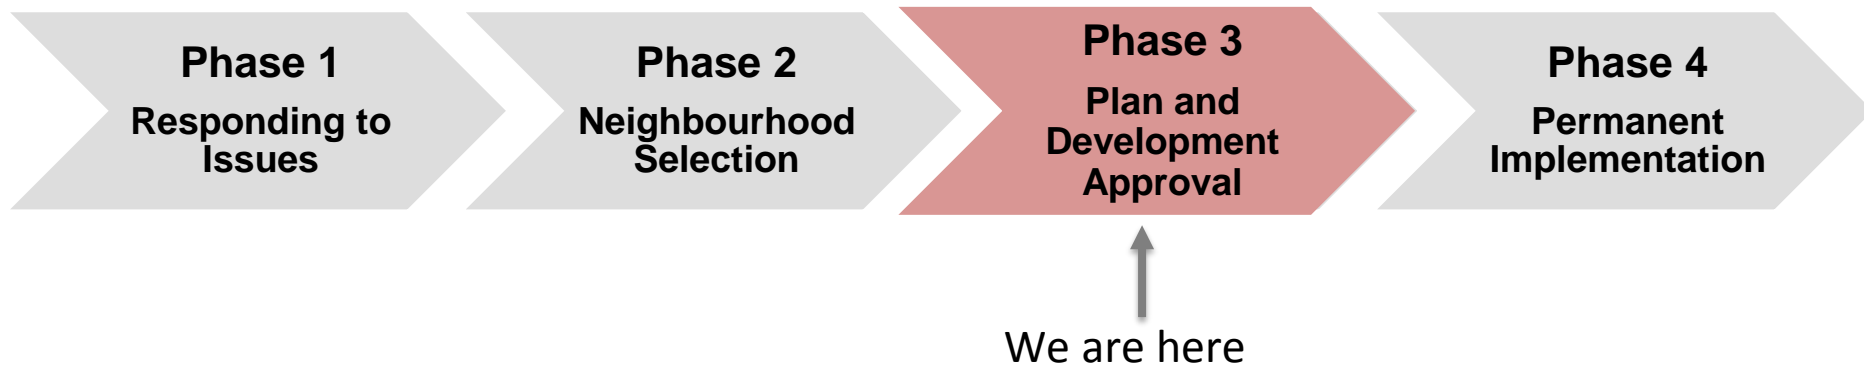 Phase 1
Responding to
Issues
Phase 2
Neighbourhood
Selection
Phase 3
Plan and
Development
Approval
Phase 4
Permanent
Implementation
We are here